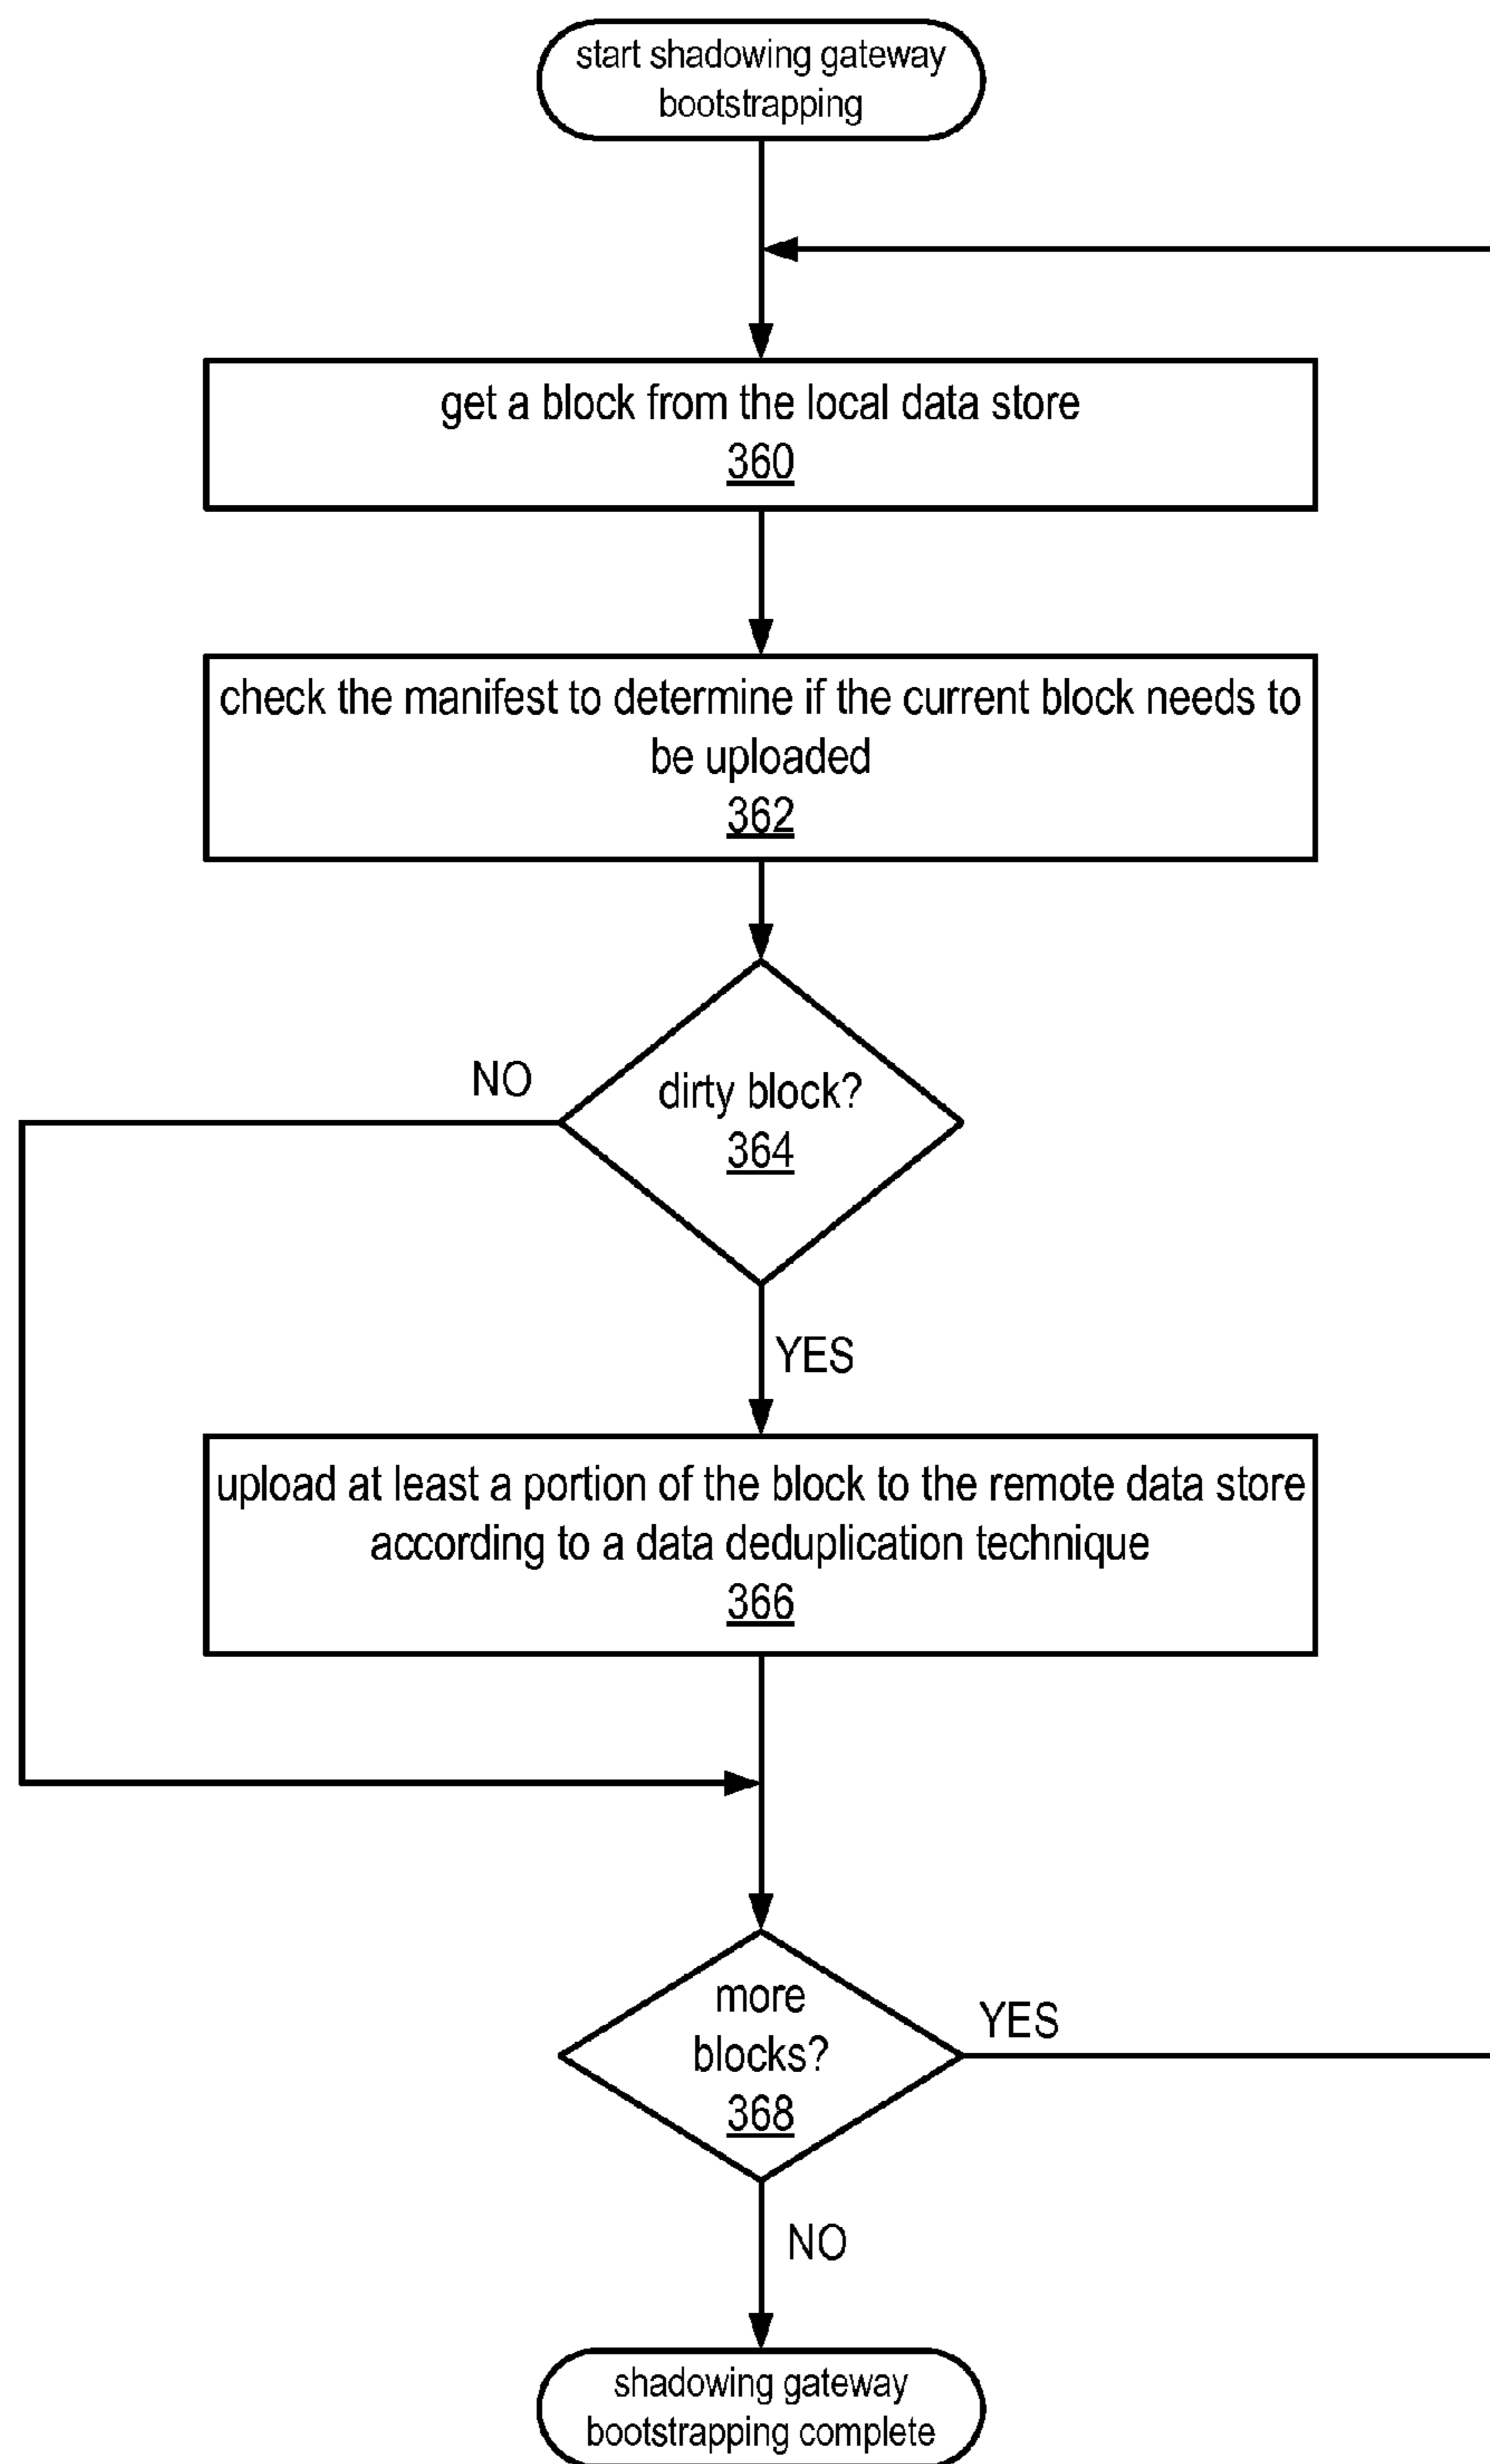 start shadowing gateway
bootstrapping
get a block from the local data store
360
check the manifest to determine if the current block needs to
be uploaded
362
NO
dirty block?
364
YES
upload at least a portion of the block to the remote data store
according to a data deduplication technique
366
more
blocks?
368
YES
NO
shadowing gateway
bootstrapping complete